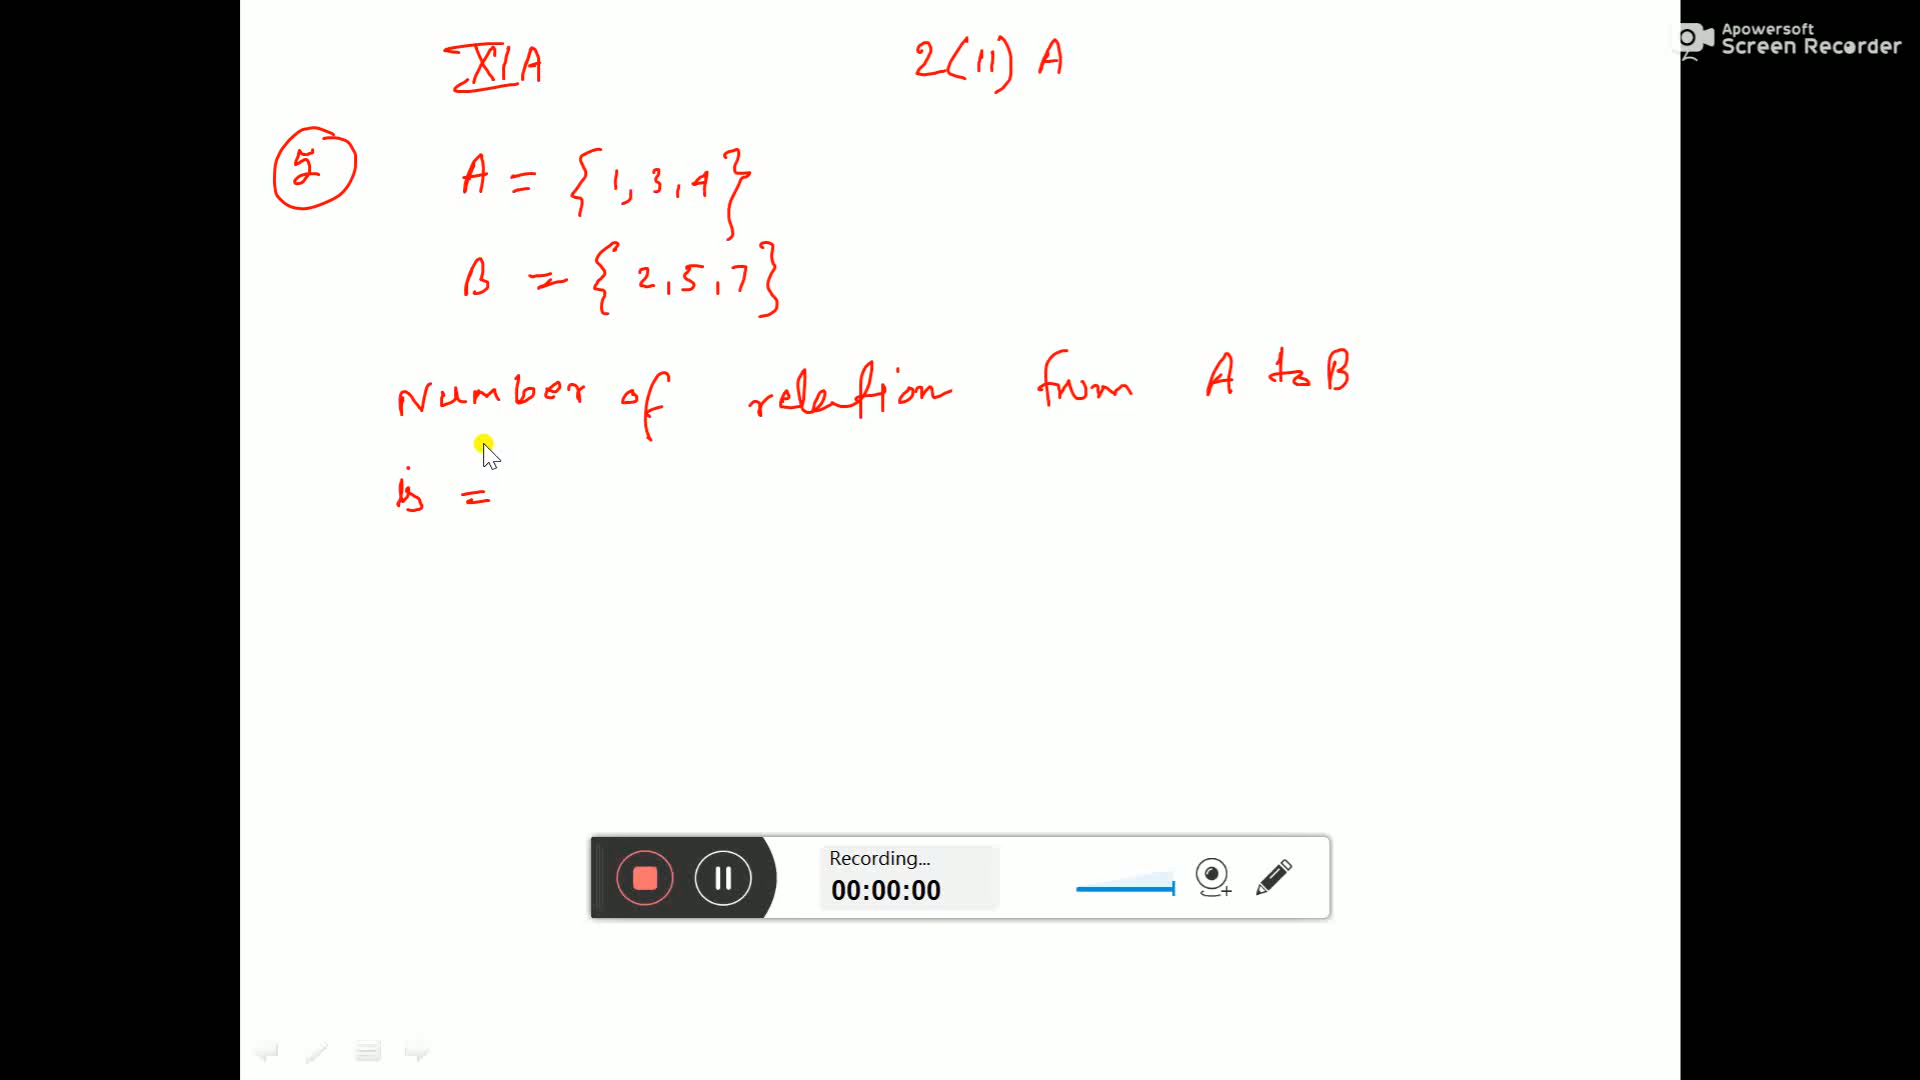 XI A
2(11) A
5
A = {1, 3, 4}
B = {2, 5, 7}
Number of relation from A to B
is =
Apowersoft
Screen Recorder
Recording...
00:00:00